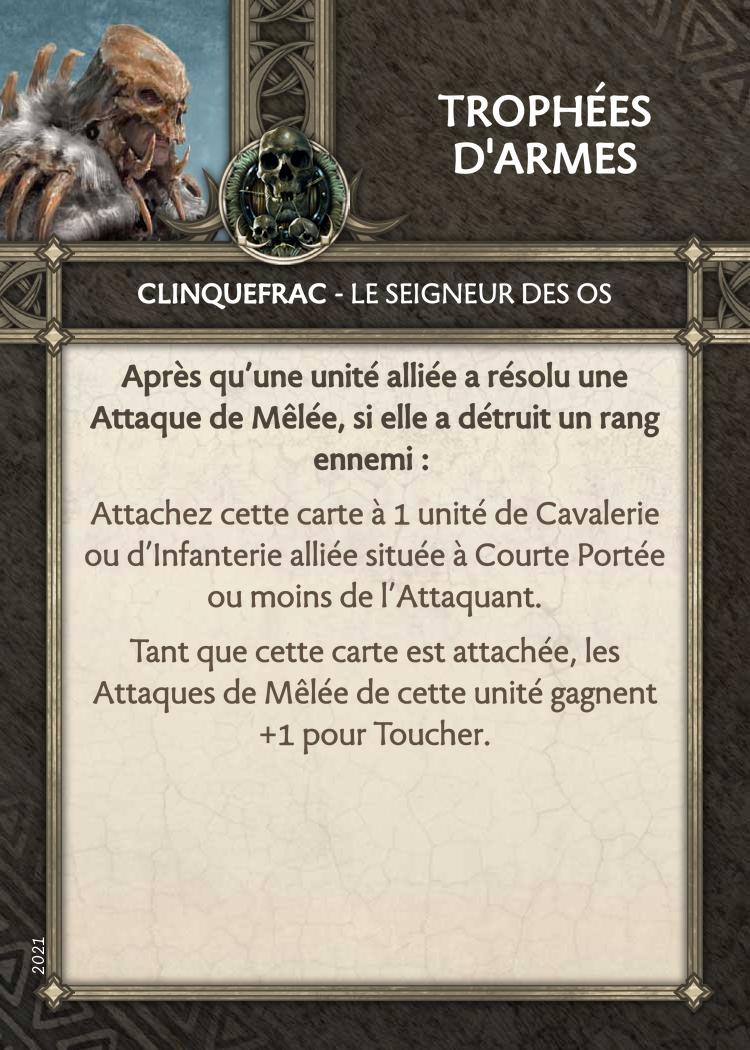 TROPHÉES
D'ARMES
CLINQUEFRAC - LE SEIGNEUR DES OS
Après qu’une unité alliée a résolu une
Attaque de Mêlée, si elle a détruit un rang
ennemi :
Attachez cette carte à 1 unité de Cavalerie
ou d’Infanterie alliée située à Courte Portée
ou moins de l’Attaquant.
Tant que cette carte est attachée, les
Attaques de Mêlée de cette unité gagnent
+1 pour Toucher.
2021